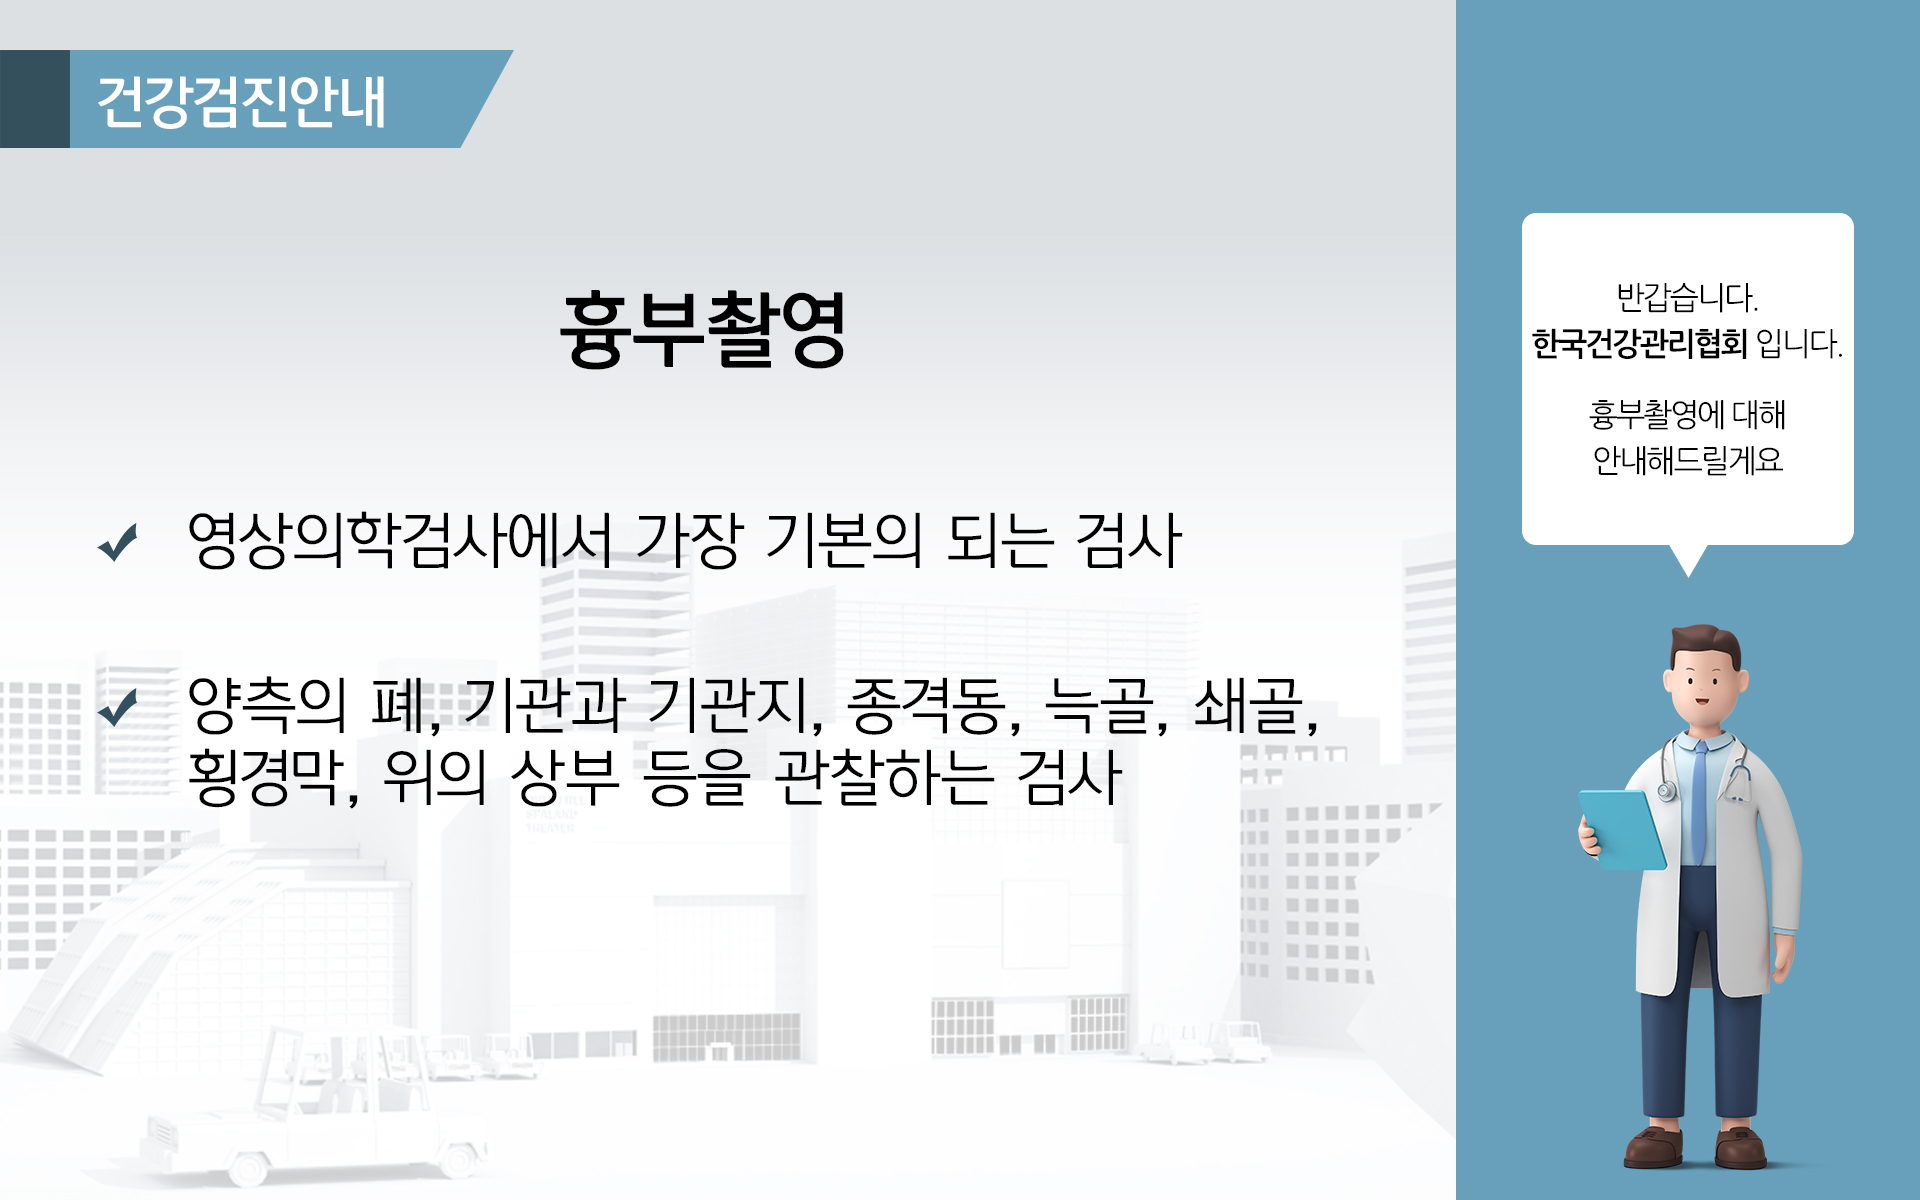 건강검진안내
흉부촬영
영상의학검사에서 가장 기본의 되는 검사
양측의 폐, 기관과 기관지, 종격동, 늑골, 쇄골,
횡경막, 위의 상부 등을 관찰하는 검사
반갑습니다.
한국건강관리협회 입니다.
흉부촬영에 대해
안내해드릴게요
THEATER